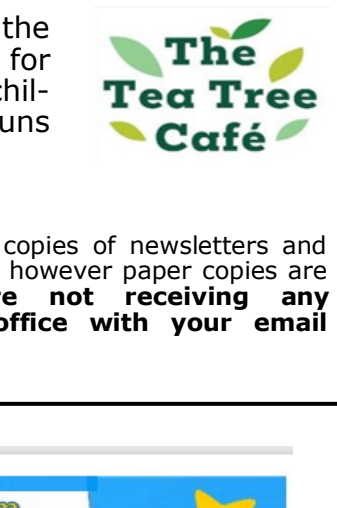 the
for
chil-
uns
The
Tea Tree
Café
copies of newsletters and
however paper copies are
not receiving any
office with your email